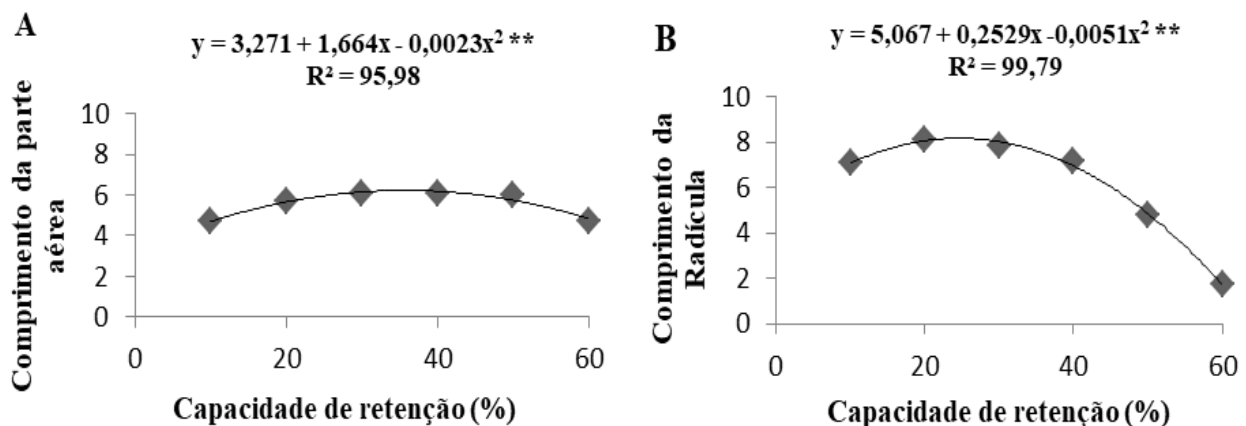 A
y = 3,271 + 1,664x - 0,0023x² **
R² = 95,98
Comprimento da parte
aérea
10
8
6
4
2
0
0 20 40 60
Capacidade de retenção (%)
B
y = 5,067 + 0,2529x -0,0051x² **
R² = 99,79
Comprimento da
Radícula
10
8
6
4
2
0
0 20 40 60
Capacidade de retenção (%)